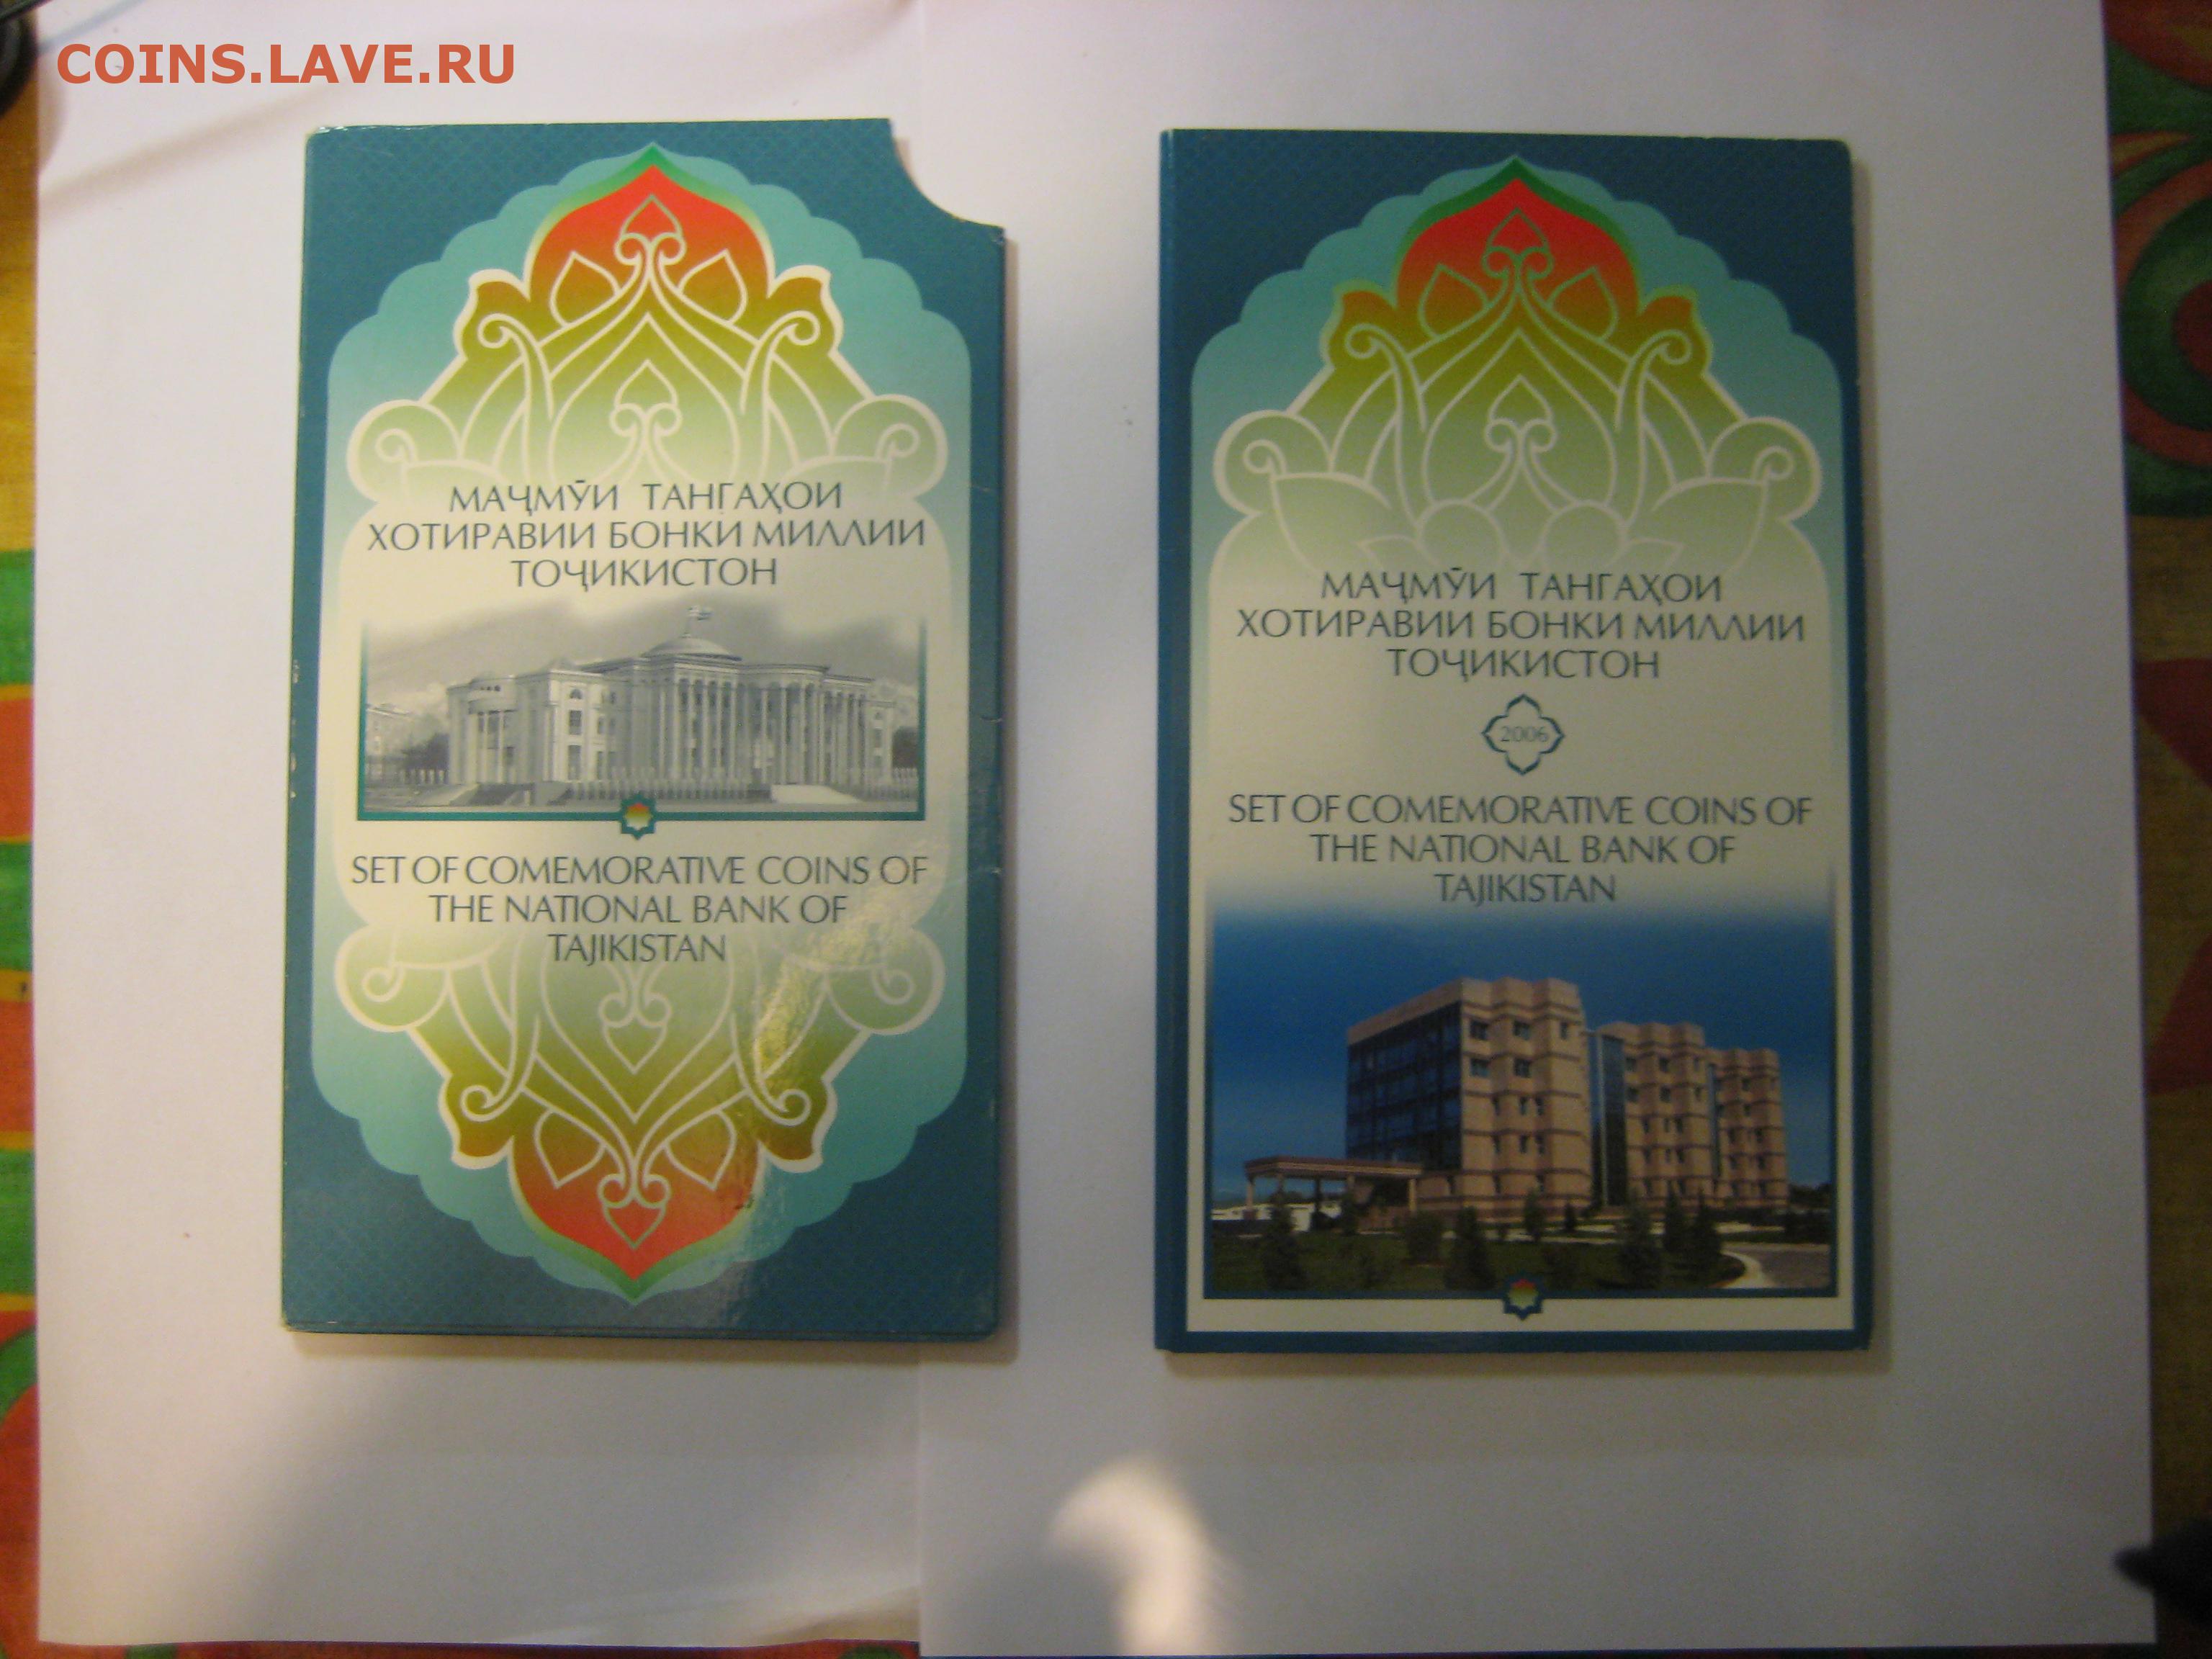 COINS.LAVE.RU
МАҶМӮИ ТАНГАҲОИ
ХОТИРАВИИ БОНКИ МИЛЛИИ
ТОҶИКИСТОН
SET OF COMEMORATIVE COINS OF
THE NATIONAL BANK OF
TAJIKISTAN
МАҶМӮИ ТАНГАҲОИ
ХОТИРАВИИ БОНКИ МИЛЛИИ
ТОҶИКИСТОН
2006
SET OF COMEMORATIVE COINS OF
THE NATIONAL BANK OF
TAJIKISTAN